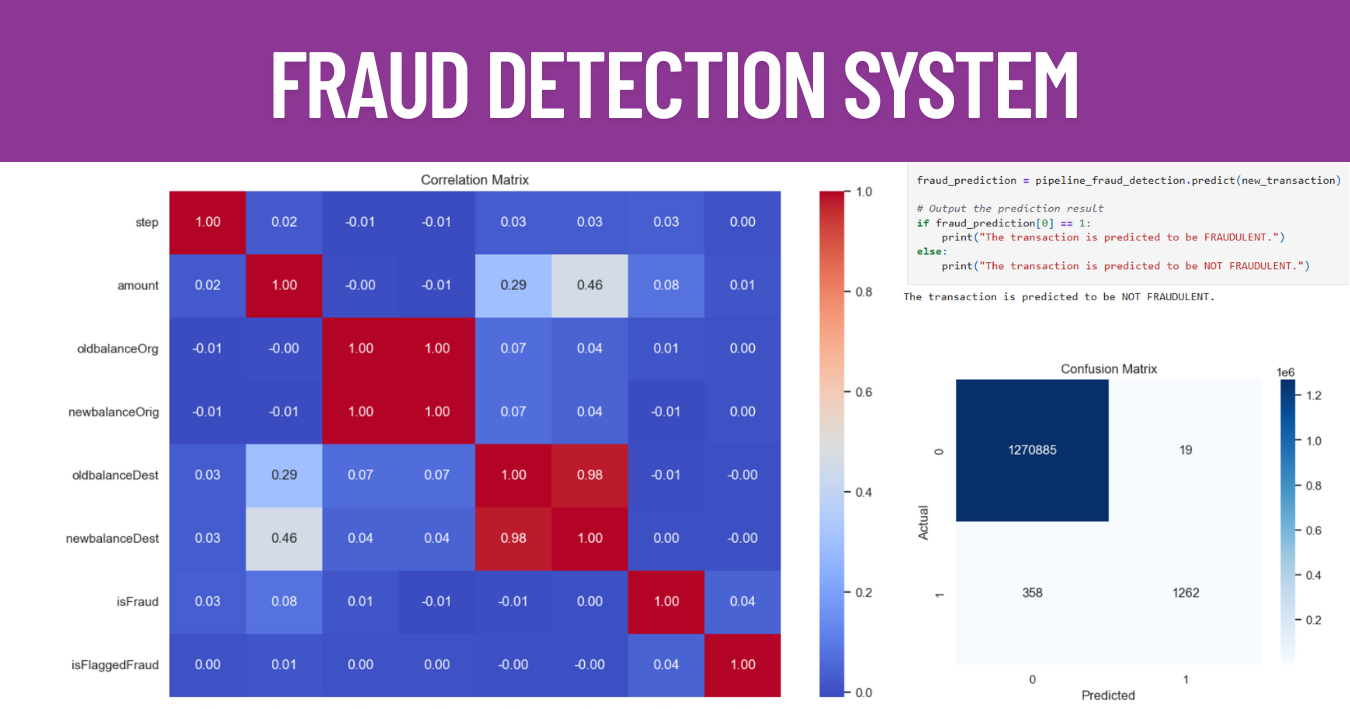 FRAUD DETECTION SYSTEM
Correlation Matrix
step 1.00 0.02 -0.01 -0.01 0.03 0.03 0.03 0.00
amount 0.02 1.00 -0.00 -0.01 0.29 0.46 0.08 0.01
oldbalanceOrg -0.01 -0.00 1.00 1.00 0.07 0.04 0.01 0.00
newbalanceOrig -0.01 -0.01 1.00 1.00 0.07 0.04 -0.01 0.00
oldbalanceDest 0.03 0.29 0.07 0.07 1.00 0.98 -0.01 -0.00
newbalanceDest 0.03 0.46 0.04 0.04 0.98 1.00 0.00 -0.00
isFraud 0.03 0.08 0.01 -0.01 -0.01 0.00 1.00 0.04
isFlaggedFraud 0.00 0.01 0.00 0.00 -0.00 -0.00 0.04 1.00
1.0
0.8
0.6
0.4
0.2
0.0
fraud_prediction = pipeline_fraud_detection.predict(new_transaction)
# Output the prediction result
if fraud_prediction[0] == 1:
    print("The transaction is predicted to be FRAUDULENT.")
else:
    print("The transaction is predicted to be NOT FRAUDULENT.")
The transaction is predicted to be NOT FRAUDULENT.
Confusion Matrix
Actual
0 1270885 19
1 358 1262
0 1
Predicted
1e6
1.2
1.0
0.8
0.6
0.4
0.2